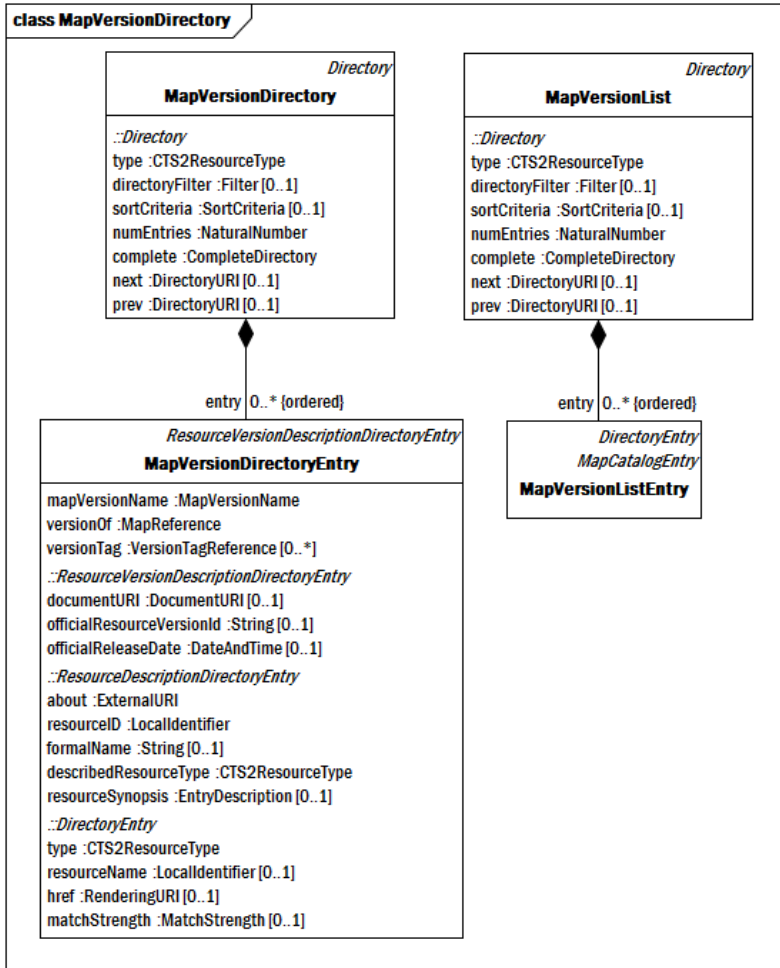 class MapVersionDirectory
Directory
MapVersionDirectory
::Directory
type :CTS2ResourceType
directoryFilter :Filter [0..1]
sortCriteria :SortCriteria [0..1]
numEntries :NaturalNumber
complete :CompleteDirectory
next :DirectoryURI [0..1]
prev :DirectoryURI [0..1]
entry 0..* {ordered}
ResourceVersionDescriptionDirectoryEntry
MapVersionDirectoryEntry
mapVersionName :MapVersionName
versionOf :MapReference
versionTag :VersionTagReference [0..*]
::ResourceVersionDescriptionDirectoryEntry
documentURI :DocumentURI [0..1]
officialResourceVersionId :String [0..1]
officialReleaseDate :DateAndTime [0..1]
::ResourceDescriptionDirectoryEntry
about :ExternalURI
resourceID :LocalIdentifier
formalName :String [0..1]
describedResourceType :CTS2ResourceType
resourceSynopsis :EntryDescription [0..1]
::DirectoryEntry
type :CTS2ResourceType
resourceName :LocalIdentifier [0..1]
href :RenderingURI [0..1]
matchStrength :MatchStrength [0..1]
Directory
MapVersionList
::Directory
type :CTS2ResourceType
directoryFilter :Filter [0..1]
sortCriteria :SortCriteria [0..1]
numEntries :NaturalNumber
complete :CompleteDirectory
next :DirectoryURI [0..1]
prev :DirectoryURI [0..1]
entry 0..* {ordered}
DirectoryEntry
MapCatalogEntry
MapVersionListEntry